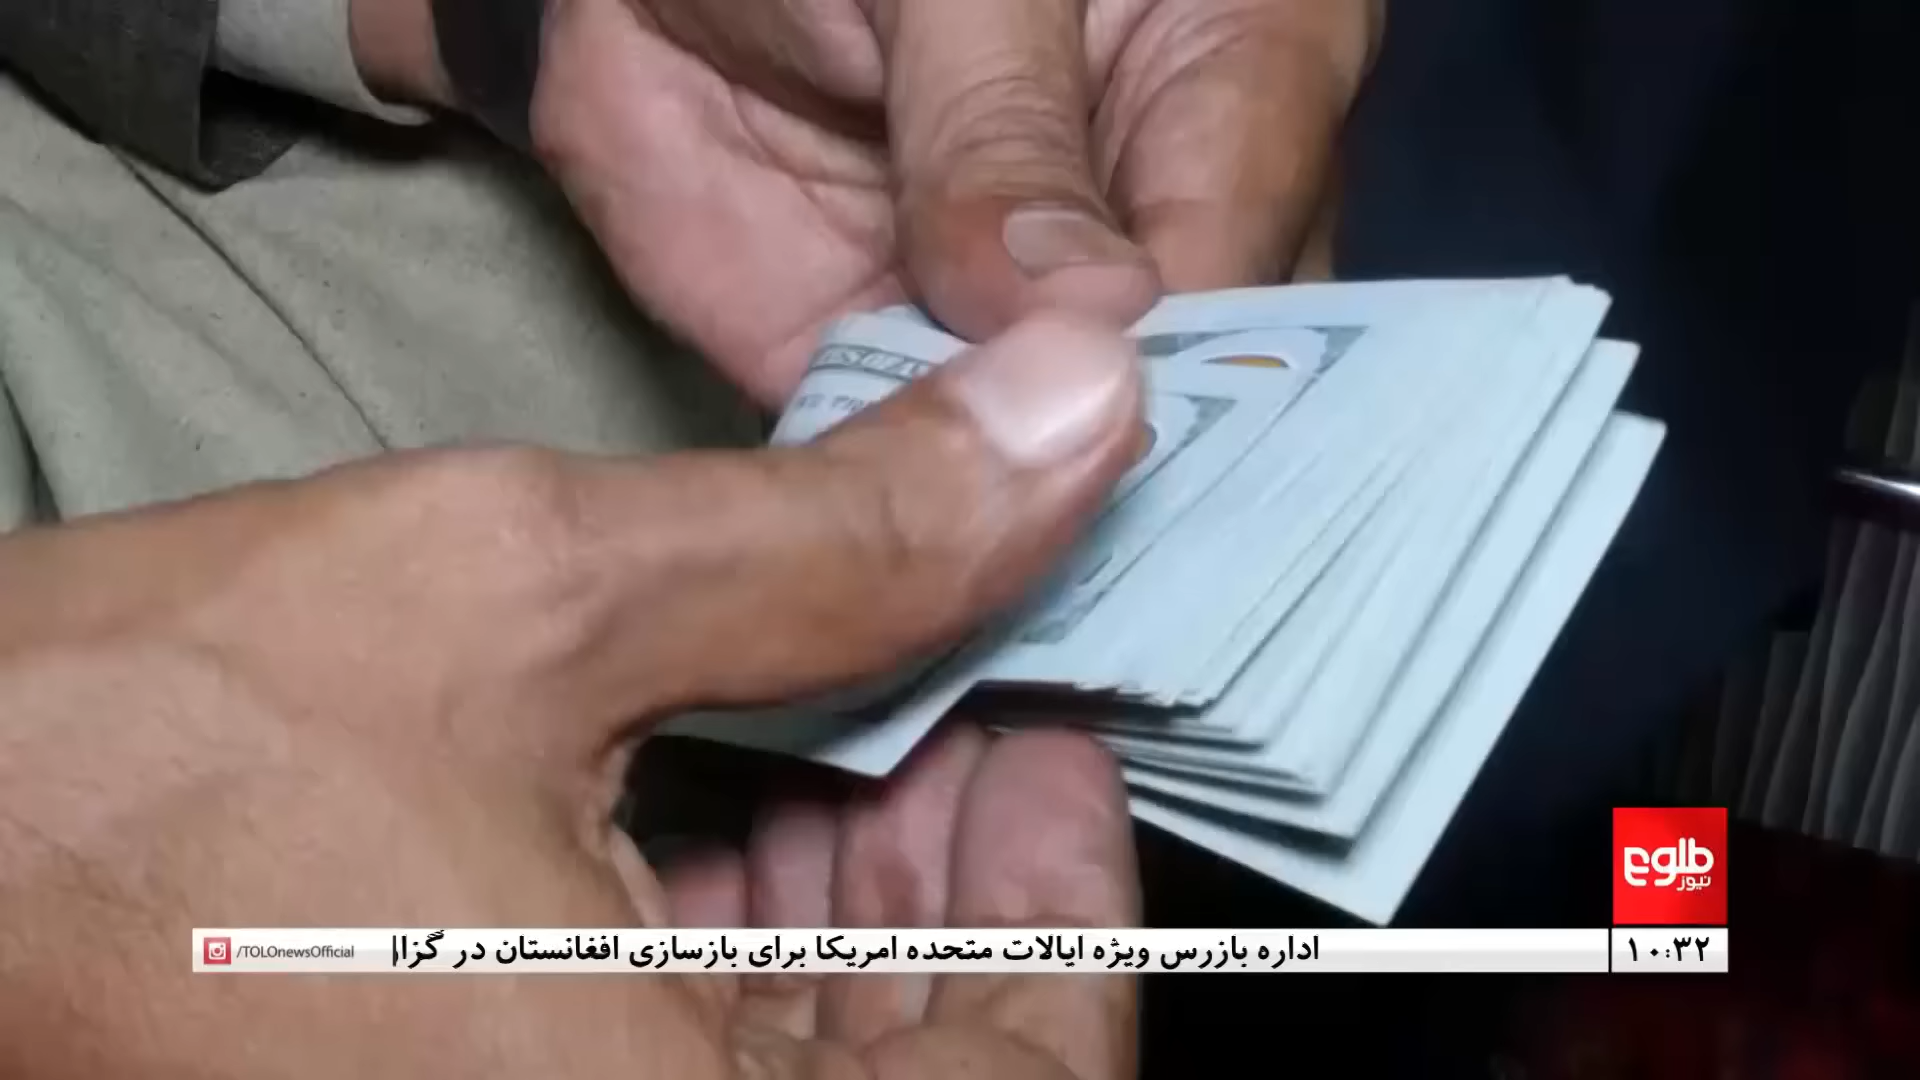 طلوع
نیوز
۱۰:۳۲
اداره بازرس ویژه ایالات متحده امریکا برای بازسازی افغانستان در
/TOLOnewsOfficial